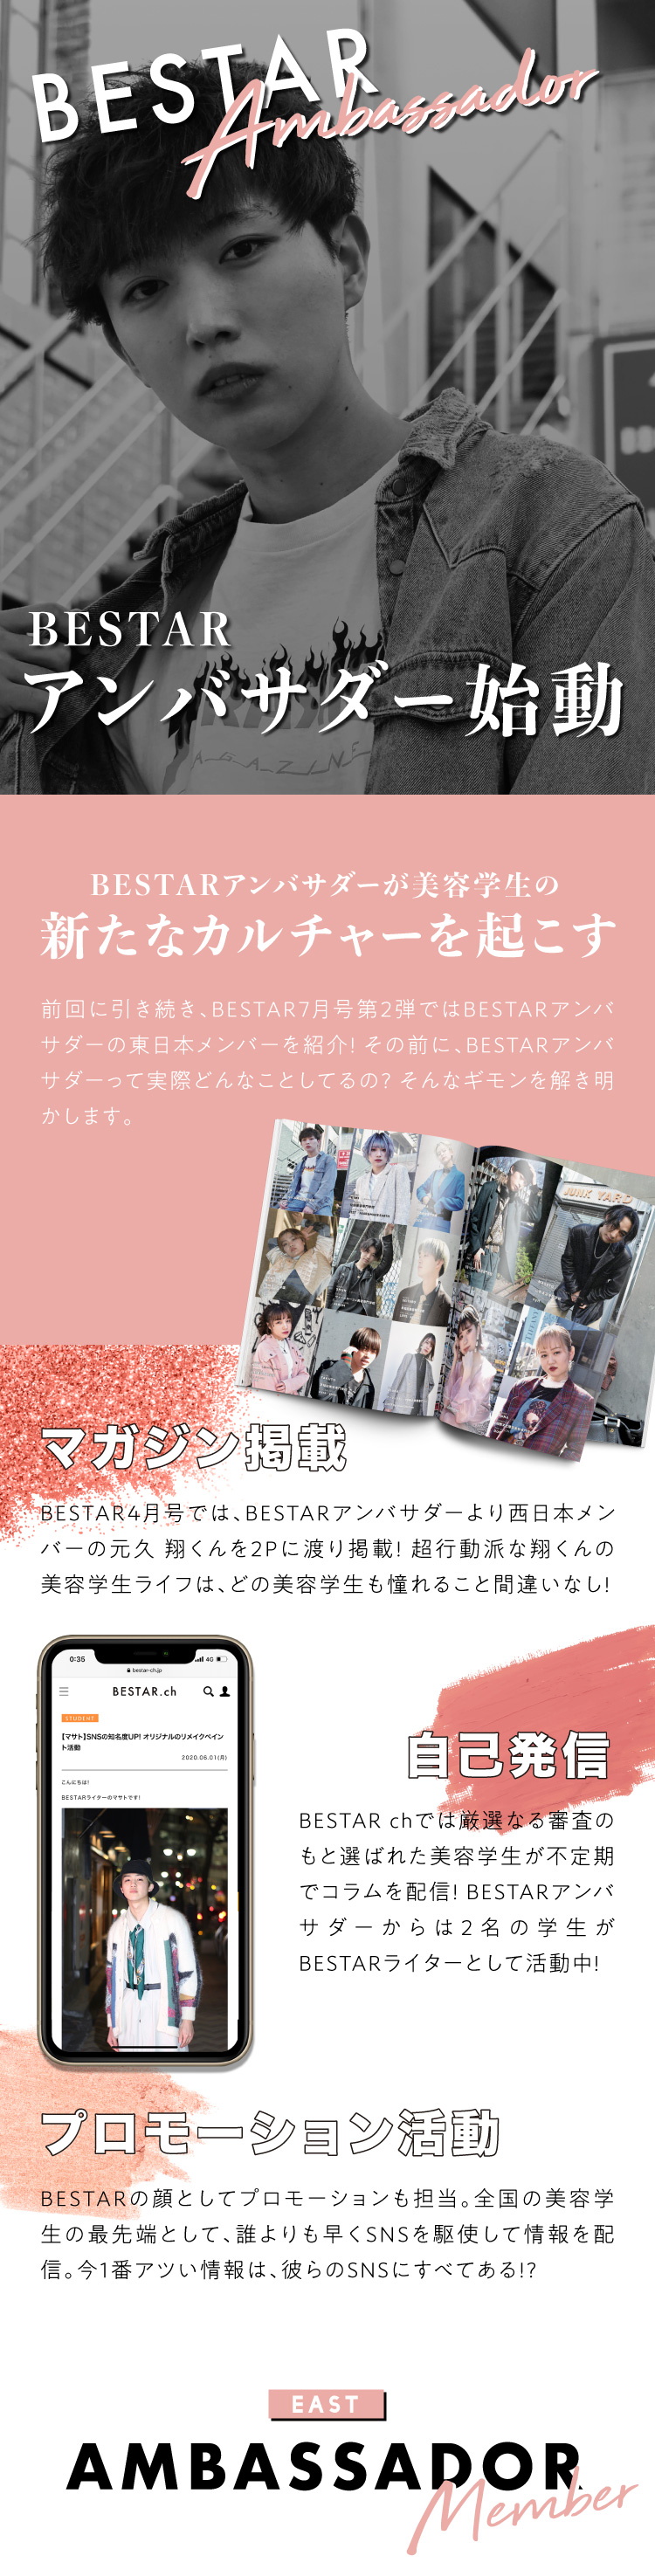 BESTAR
Ambassador
BESTAR
アンバサダー始動
BESTARアンバサダーが美容学生の
新たなカルチャーを起こす
前回に引き続き、BESTAR7月号第2弾ではBESTARアンバ
サダーの東日本メンバーを紹介! その前に、BESTARアンバ
サダーって実際どんなことしてるの? そんなギモンを解き明
かします。
JUNK YARD
マガジン掲載
BESTAR4月号では、BESTARアンバサダーより西日本メン
バーの元久 翔くんを2Pに渡り掲載! 超行動派な翔くんの
美容学生ライフは、どの美容学生も憧れること間違いなし!
0:35
4G
bestar-ch.jp
BESTAR.ch
STUDENT
【マサト】SNSの知名度UP! オリジナルのリメイクペイン
ト活動
2020.06.01(月)
こんにちは!
BESTARライターのマサトです!
自己発信
BESTAR chでは厳選なる審査の
もと選ばれた美容学生が不定期
でコラムを配信! BESTARアンバ
サダーからは2名の学生が
BESTARライターとして活動中!
プロモーション活動
BESTARの顔としてプロモーションも担当。全国の美容学
生の最先端として、誰よりも早くSNSを駆使して情報を配
信。今1番アツい情報は、彼らのSNSにすべてある!?
EAST
AMBASSADOR
Member